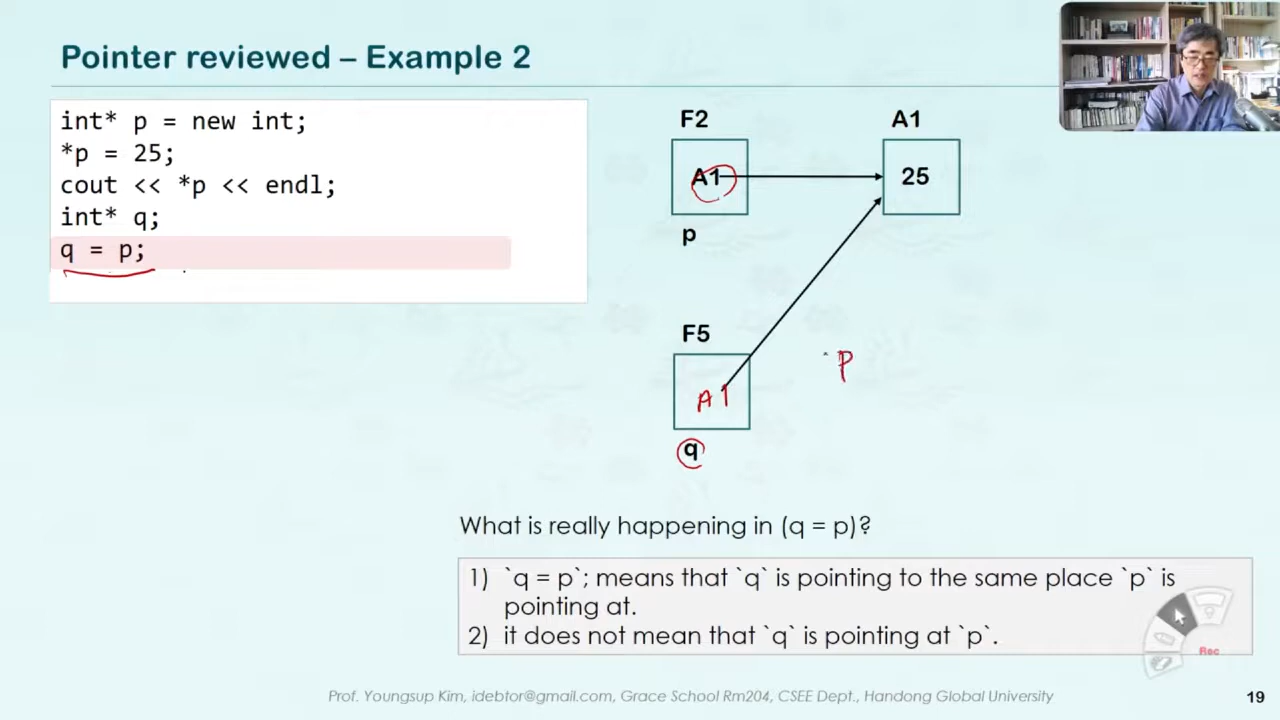 Pointer reviewed – Example 2
int* p = new int;
*p = 25;
cout << *p << endl;
int* q;
q = p;
F2
A1
A1
25
p
F5
A1
q
P
What is really happening in (q = p)?
1) `q = p`; means that `q` is pointing to the same place `p` is
pointing at.
2) it does not mean that `q` is pointing at `p`.
Rec
Prof. Youngsup Kim, idebtor@gmail.com, Grace School Rm204, CSEE Dept., Handong Global University
19